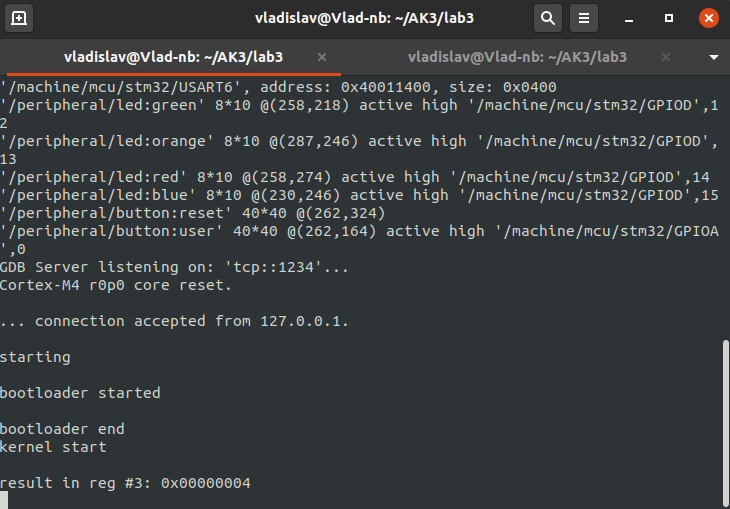 vladislav@Vlad-nb: ~/AK3/lab3
vladislav@Vlad-nb: ~/AK3/lab3
vladislav@Vlad-nb: ~/AK3/lab3
'/machine/mcu/stm32/USART6', address: 0x40011400, size: 0x0400
'/peripheral/led:green' 8*10 @(258,218) active high '/machine/mcu/stm32/GPIOD',1
2
'/peripheral/led:orange' 8*10 @(287,246) active high '/machine/mcu/stm32/GPIOD',
13
'/peripheral/led:red' 8*10 @(258,274) active high '/machine/mcu/stm32/GPIOD',14
'/peripheral/led:blue' 8*10 @(230,246) active high '/machine/mcu/stm32/GPIOD',15
'/peripheral/button:reset' 40*40 @(262,324)
'/peripheral/button:user' 40*40 @(262,164) active high '/machine/mcu/stm32/GPIOA
',0
GDB Server listening on: 'tcp::1234'...
Cortex-M4 r0p0 core reset.
... connection accepted from 127.0.0.1.
starting
bootloader started
bootloader end
kernel start
result in reg #3: 0x00000004